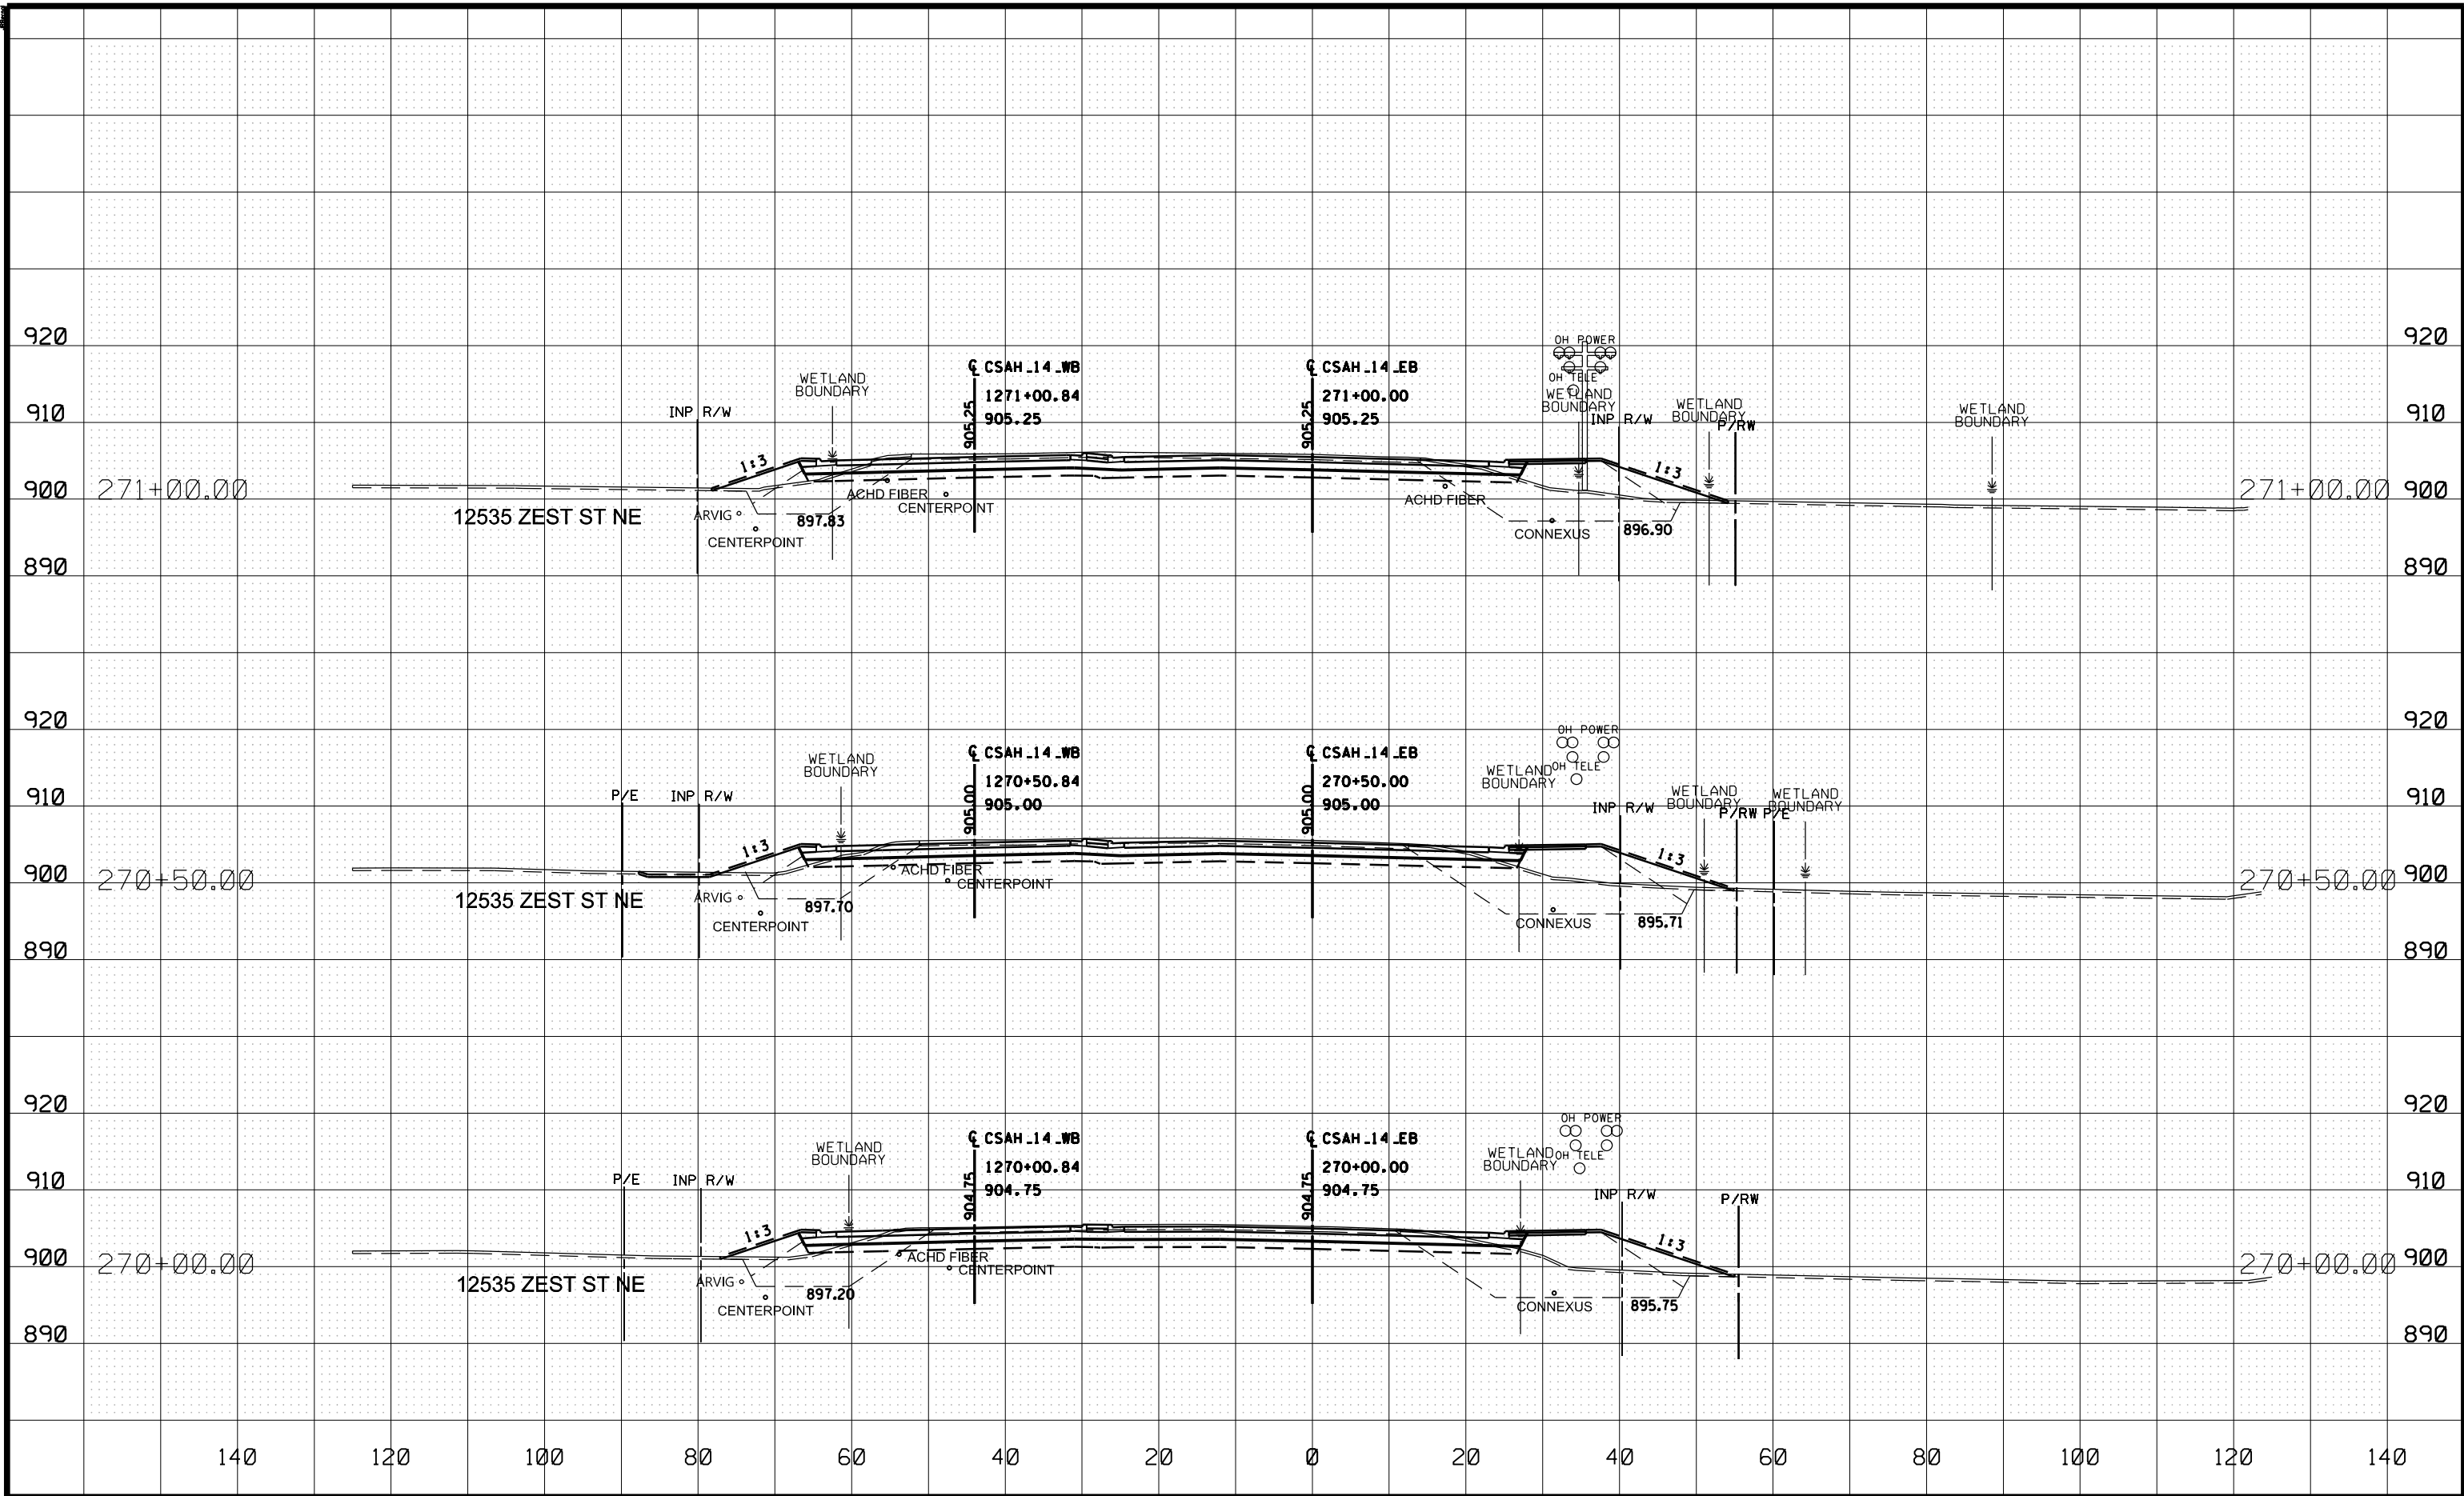 920
920
OH POWER
℄ CSAH_14_WB
℄ CSAH_14_EB
WETLAND
BOUNDARY
OH TELE
905.25
1271+00.84
905.25
905.25
271+00.00
905.25
WETLAND
BOUNDARY
WETLAND
BOUNDARY
WETLAND
BOUNDARY
910
INP R/W
INP R/W
P/RW
910
1:3
1:3
900
271+00.00
271+00.00
900
12535 ZEST ST NE
ARVIG
897.83
ACHD FIBER
CENTERPOINT
ACHD FIBER
CENTERPOINT
CONNEXUS
896.90
890
890
920
920
OH POWER
℄ CSAH_14_WB
℄ CSAH_14_EB
WETLAND
BOUNDARY
WETLAND
BOUNDARY
OH TELE
905.00
1270+50.84
905.00
905.00
270+50.00
905.00
WETLAND
BOUNDARY
WETLAND
BOUNDARY
910
P/E
INP R/W
INP R/W
P/RW
P/E
910
1:3
1:3
900
270+50.00
270+50.00
900
12535 ZEST ST NE
ARVIG
897.70
ACHD FIBER
CENTERPOINT
CENTERPOINT
CONNEXUS
895.71
890
890
920
920
OH POWER
℄ CSAH_14_WB
℄ CSAH_14_EB
WETLAND
BOUNDARY
WETLAND
BOUNDARY
OH TELE
904.75
1270+00.84
904.75
904.75
270+00.00
904.75
910
P/E
INP R/W
INP R/W
P/RW
910
1:3
1:3
900
270+00.00
270+00.00
900
12535 ZEST ST NE
ARVIG
897.20
ACHD FIBER
CENTERPOINT
CENTERPOINT
CONNEXUS
895.75
890
890
140 120 100 80 60 40 20 0 20 40 60 80 100 120 140